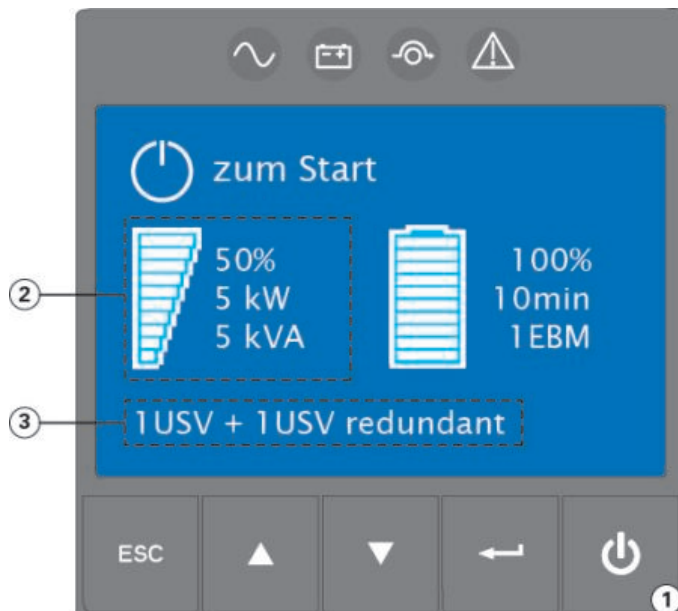 zum Start
50%
5 kW
5 kVA
100%
10min
1EBM
1USV + 1USV redundant
2
3
ESC
1